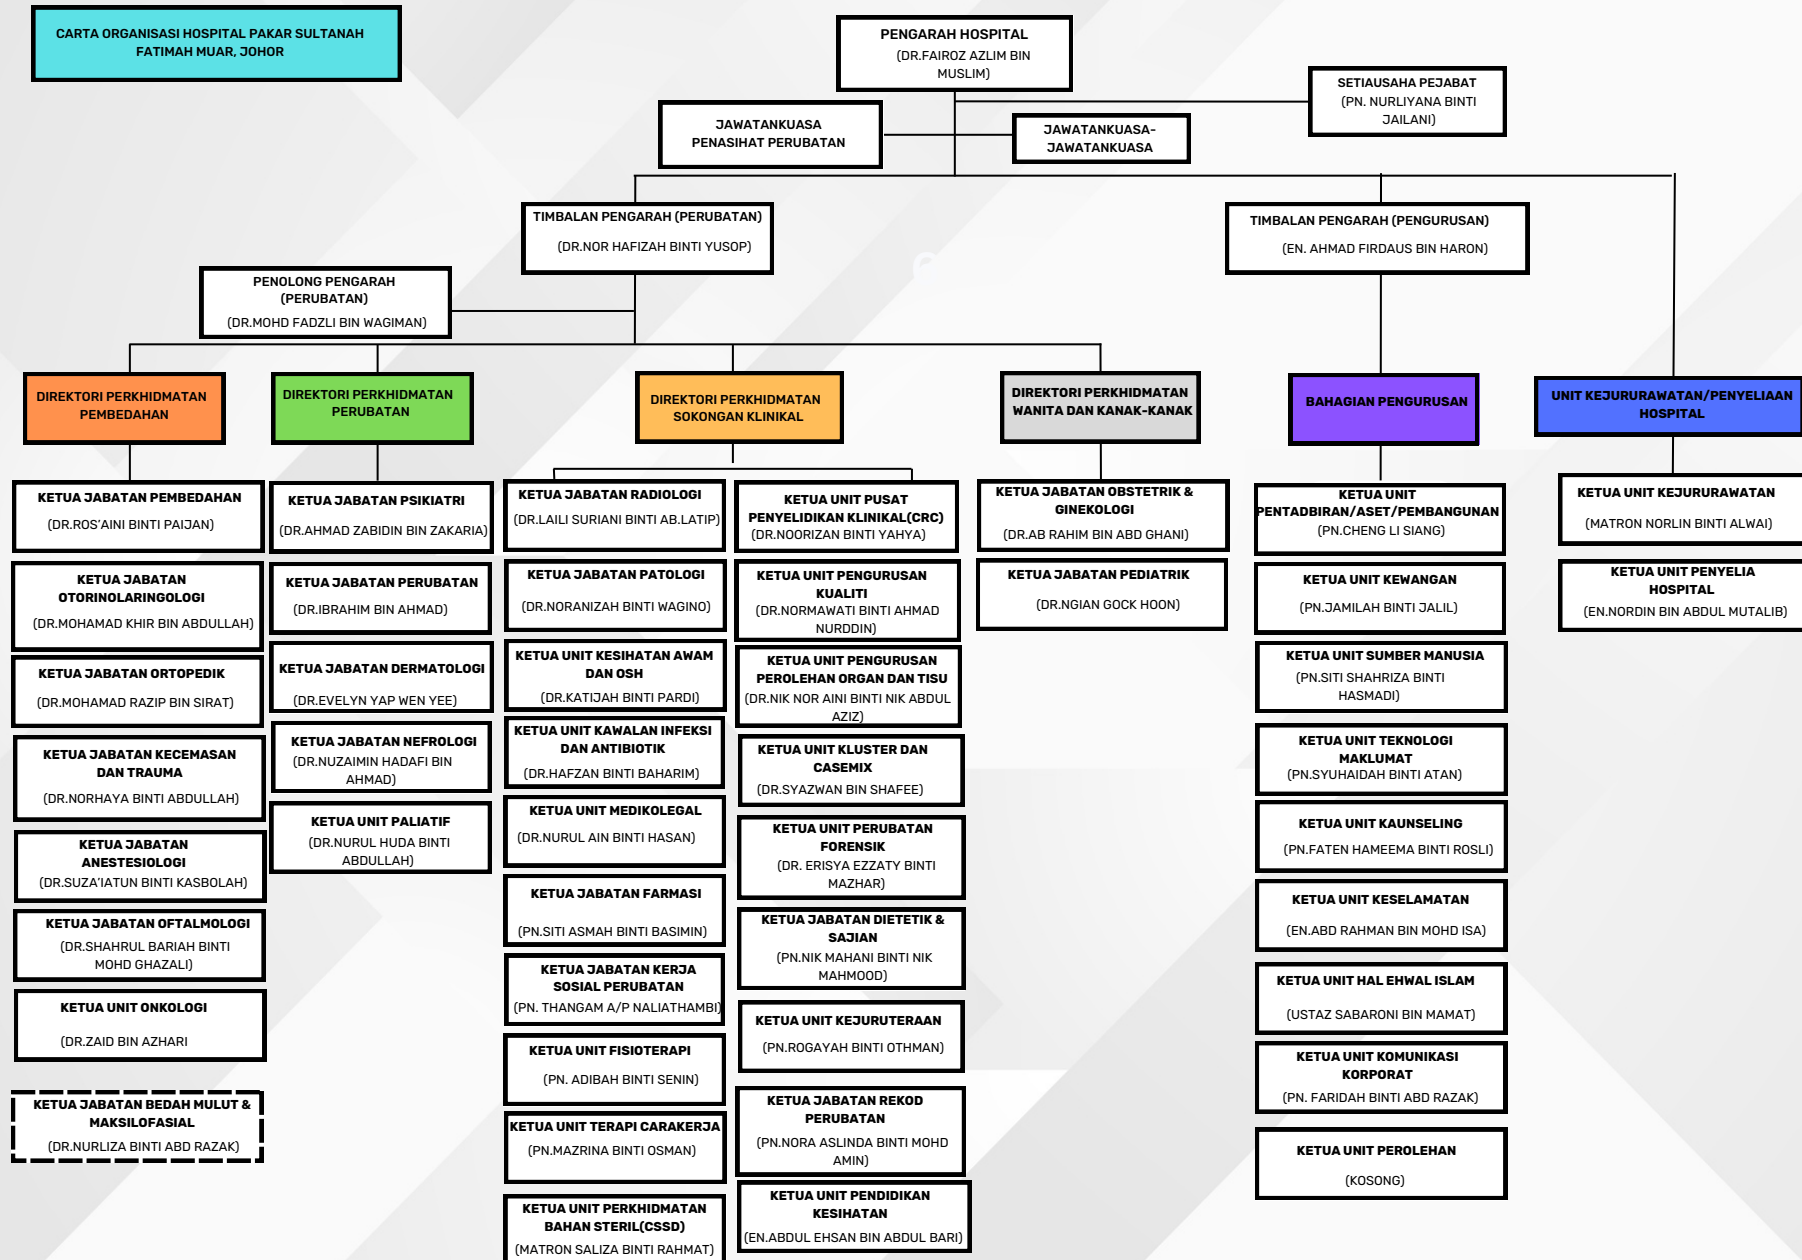 CARTA ORGANISASI HOSPITAL PAKAR SULTANAH
FATIMAH MUAR, JOHOR
PENGARAH HOSPITAL
(DR.FAIROZ AZLIM BIN
MUSLIM)
SETIAUSAHA PEJABAT
(PN. NURLIYANA BINTI
JAILANI)
JAWATANKUASA
PENASIHAT PERUBATAN
JAWATANKUASA-
JAWATANKUASA
TIMBALAN PENGARAH (PERUBATAN)
(DR.NOR HAFIZAH BINTI YUSOP)
TIMBALAN PENGARAH (PENGURUSAN)
(EN. AHMAD FIRDAUS BIN HARON)
PENOLONG PENGARAH
(PERUBATAN)
(DR.MOHD FADZLI BIN WAGIMAN)
DIREKTORI PERKHIDMATAN
PEMBEDAHAN
KETUA JABATAN PEMBEDAHAN
(DR.ROS'AINI BINTI PAIJAN)
KETUA JABATAN
OTORINOLARINGOLOGI
(DR.MOHAMAD KHIR BIN ABDULLAH)
KETUA JABATAN ORTOPEDIK
(DR.MOHAMAD RAZIP BIN SIRAT)
KETUA JABATAN KECEMASAN
DAN TRAUMA
(DR.NORHAYA BINTI ABDULLAH)
KETUA JABATAN
ANESTESIOLOGI
(DR.SUZA'IATUN BINTI KASBOLAH)
KETUA JABATAN OFTALMOLOGI
(DR.SHAHRUL BARIAH BINTI
MOHD GHAZALI)
KETUA UNIT ONKOLOGI
(DR.ZAID BIN AZHARI
KETUA JABATAN BEDAH MULUT &
MAKSILOFASIAL
(DR.NURLIZA BINTI ABD RAZAK)
DIREKTORI PERKHIDMATAN
PERUBATAN
KETUA JABATAN PSIKIATRI
(DR.AHMAD ZABIDIN BIN ZAKARIA)
KETUA JABATAN PERUBATAN
(DR.IBRAHIM BIN AHMAD)
KETUA JABATAN DERMATOLOGI
(DR.EVELYN YAP WEN YEE)
KETUA JABATAN NEFROLOGI
(DR.NUZAIMIN HADAFI BIN
AHMAD)
KETUA UNIT PALIATIF
(DR.NURUL HUDA BINTI
ABDULLAH)
DIREKTORI PERKHIDMATAN
SOKONGAN KLINIKAL
KETUA JABATAN RADIOLOGI
(DR.LAILI SURIANI BINTI AB.LATIP)
KETUA JABATAN PATOLOGI
(DR.NORANIZAH BINTI WAGINO)
KETUA UNIT KESIHATAN AWAM
DAN OSH
(DR.KATIJAH BINTI PARDI)
KETUA UNIT KAWALAN INFEKSI
DAN ANTIBIOTIK
(DR.HAFZAN BINTI BAHARIM)
KETUA UNIT MEDIKOLEGAL
(DR.NURUL AIN BINTI HASAN)
KETUA JABATAN FARMASI
(PN.SITI ASMAH BINTI BASIMIN)
KETUA JABATAN KERJA
SOSIAL PERUBATAN
(PN. THANGAM A/P NALIATHAMBI)
KETUA UNIT FISIOTERAPI
(PN. ADIBAH BINTI SENIN)
KETUA UNIT TERAPI CARAKERJA
(PN.MAZRINA BINTI OSMAN)
KETUA UNIT PERKHIDMATAN
BAHAN STERIL(CSSD)
(MATRON SALIZA BINTI RAHMAT)
KETUA UNIT PUSAT
PENYELIDIKAN KLINIKAL(CRC)
(DR.NOORIZAN BINTI YAHYA)
KETUA UNIT PENGURUSAN
KUALITI
(DR.NORMAWATI BINTI AHMAD
NURDDIN)
KETUA UNIT PENGURUSAN
PEROLEHAN ORGAN DAN TISU
(DR.NIK NOR AINI BINTI NIK ABDUL
AZIZ)
KETUA UNIT KLUSTER DAN
CASEMIX
(DR.SYAZWAN BIN SHAFEE)
KETUA UNIT PERUBATAN
FORENSIK
(DR. ERISYA EZZATY BINTI
MAZHAR)
KETUA JABATAN DIETETIK &
SAJIAN
(PN.NIK MAHANI BINTI NIK
MAHMOOD)
KETUA UNIT KEJURUTERAAN
(PN.ROGAYAH BINTI OTHMAN)
KETUA JABATAN REKOD
PERUBATAN
(PN.NORA ASLINDA BINTI MOHD
AMIN)
KETUA UNIT PENDIDIKAN
KESIHATAN
(EN.ABDUL EHSAN BIN ABDUL BARI)
DIREKTORI PERKHIDMATAN
WANITA DAN KANAK-KANAK
KETUA JABATAN OBSTETRIK &
GINEKOLOGI
(DR.AB RAHIM BIN ABD GHANI)
KETUA JABATAN PEDIATRIK
(DR.NGIAN GOCK HOON)
BAHAGIAN PENGURUSAN
KETUA UNIT
PENTADBIRAN/ASET/PEMBANGUNAN
(PN.CHENG LI SIANG)
KETUA UNIT KEWANGAN
(PN.JAMILAH BINTI JALIL)
KETUA UNIT SUMBER MANUSIA
(PN.SITI SHAHRIZA BINTI
HASMADI)
KETUA UNIT TEKNOLOGI
MAKLUMAT
(PN.SYUHAIDAH BINTI ATAN)
KETUA UNIT KAUNSELING
(PN.FATEN HAMEEMA BINTI ROSLI)
KETUA UNIT KESELAMATAN
(EN.ABD RAHMAN BIN MOHD ISA)
KETUA UNIT HAL EHWAL ISLAM
(USTAZ SABARONI BIN MAMAT)
KETUA UNIT KOMUNIKASI
KORPORAT
(PN. FARIDAH BINTI ABD RAZAK)
KETUA UNIT PEROLEHAN
(KOSONG)
UNIT KEJURURAWATAN/PENYELIAAN
HOSPITAL
KETUA UNIT KEJURURAWATAN
(MATRON NORLIN BINTI ALWAI)
KETUA UNIT PENYELIA
HOSPITAL
(EN.NORDIN BIN ABDUL MUTALIB)